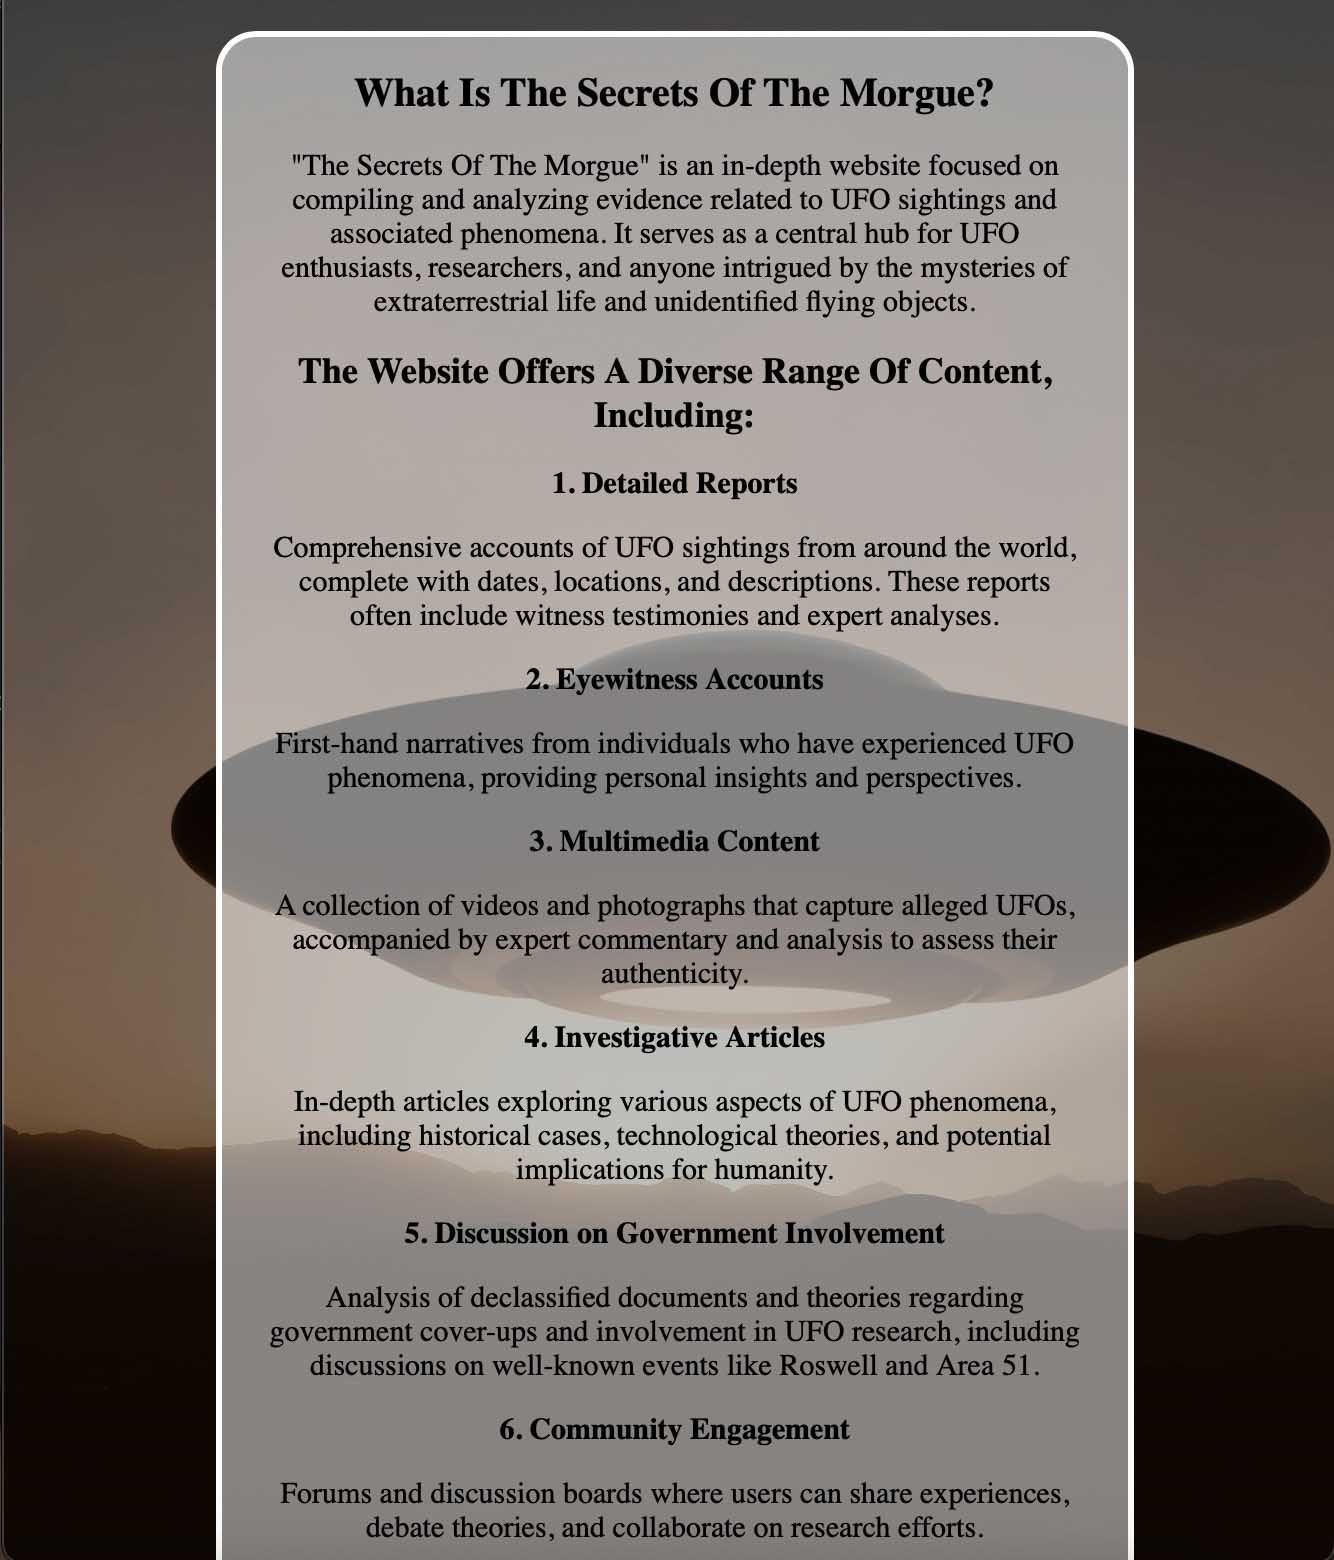 What Is The Secrets Of The Morgue?
"The Secrets Of The Morgue" is an in-depth website focused on
compiling and analyzing evidence related to UFO sightings and
associated phenomena. It serves as a central hub for UFO
enthusiasts, researchers, and anyone intrigued by the mysteries of
extraterrestrial life and unidentified flying objects.
The Website Offers A Diverse Range Of Content,
Including:
1. Detailed Reports
Comprehensive accounts of UFO sightings from around the world,
complete with dates, locations, and descriptions. These reports
often include witness testimonies and expert analyses.
2. Eyewitness Accounts
First-hand narratives from individuals who have experienced UFO
phenomena, providing personal insights and perspectives.
3. Multimedia Content
A collection of videos and photographs that capture alleged UFOs,
accompanied by expert commentary and analysis to assess their
authenticity.
4. Investigative Articles
In-depth articles exploring various aspects of UFO phenomena,
including historical cases, technological theories, and potential
implications for humanity.
5. Discussion on Government Involvement
Analysis of declassified documents and theories regarding
government cover-ups and involvement in UFO research, including
discussions on well-known events like Roswell and Area 51.
6. Community Engagement
Forums and discussion boards where users can share experiences,
debate theories, and collaborate on research efforts.